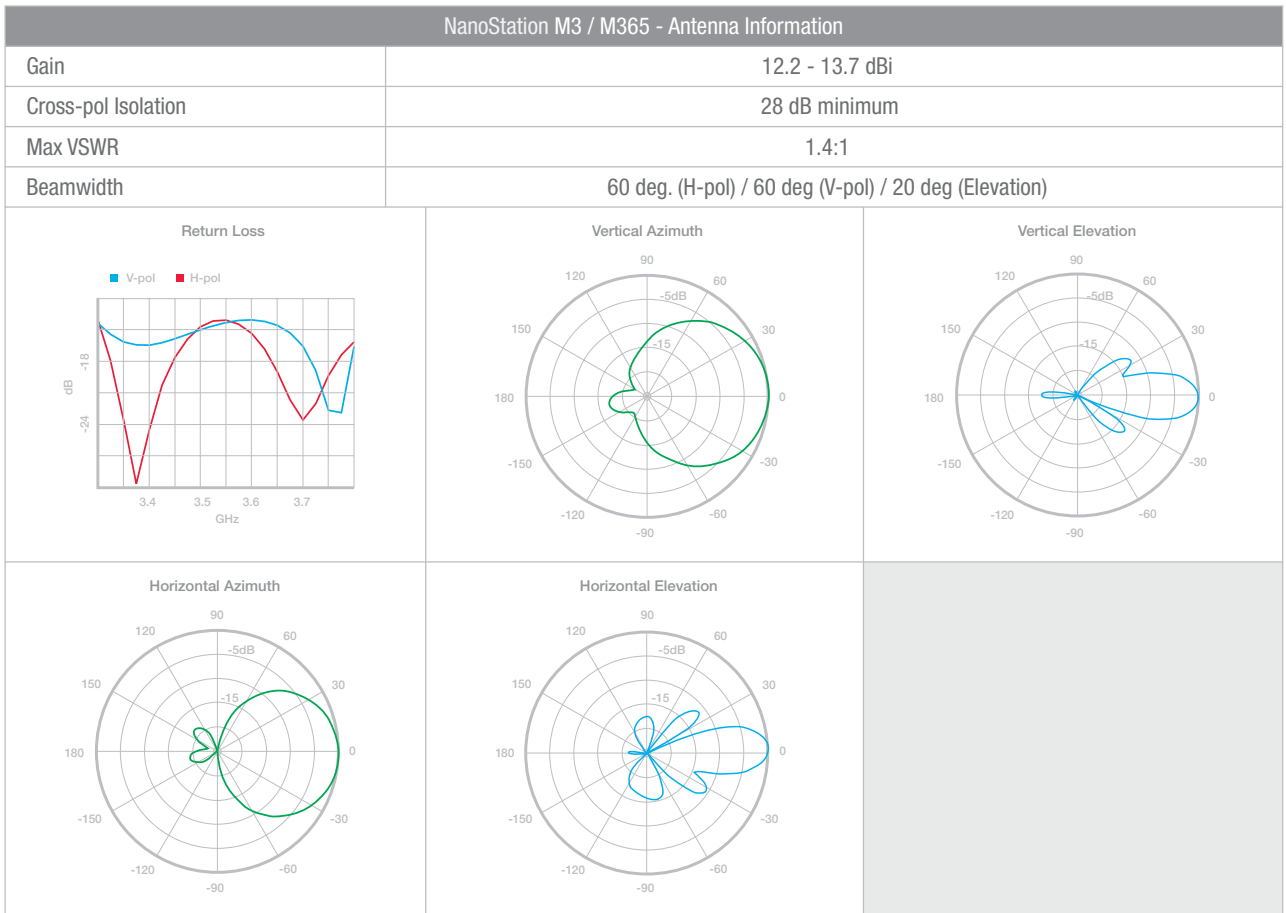 NanoStation M3 / M365 - Antenna Information
Gain 12.2 - 13.7 dBi
Cross-pol Isolation 28 dB minimum
Max VSWR 1.4:1
Beamwidth 60 deg. (H-pol) / 60 deg (V-pol) / 20 deg (Elevation)
Return Loss
V-pol H-pol
-18
dB
-24
3.4 3.5 3.6 3.7
GHz
Vertical Azimuth
90
120 60
-5dB
150 30
-15
180 0
-150 -30
-120 -60
-90
Vertical Elevation
90
120 60
-5dB
150 30
-15
180 0
-150 -30
-120 -60
-90
Horizontal Azimuth
90
120 60
-5dB
150 30
-15
180 0
-150 -30
-120 -60
-90
Horizontal Elevation
90
120 60
-5dB
150 30
-15
180 0
-150 -30
-120 -60
-90